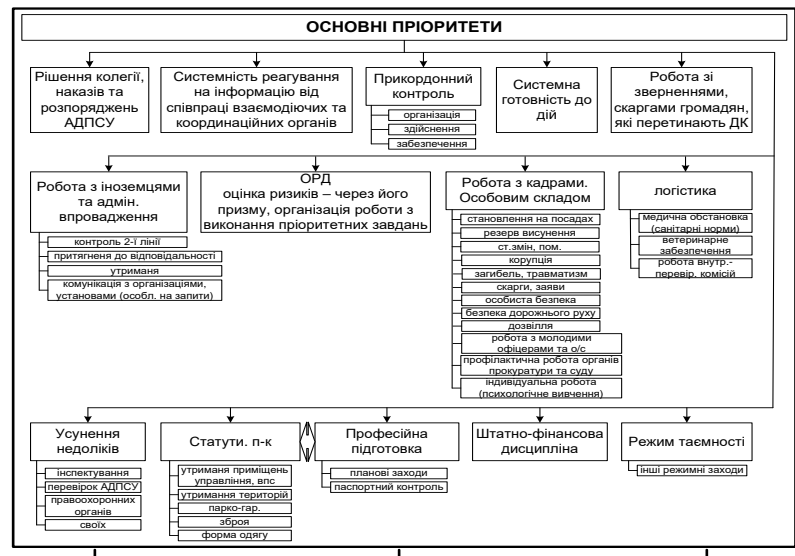 ОСНОВНІ ПРІОРИТЕТИ
Рішення колегії,
наказів та
розпоряджень
АДПСУ
Системність реагування
на інформацію від
співпраці взаємодіючих та
координаційних органів
Прикордонний
контроль
організація
здійснення
забезпечення
Системна
готовність до
дій
Робота зі
зверненнями,
скаргами громадян,
які перетинають ДК
Робота з іноземцями
та адмін.
впровадження
контроль 2-ї лінії
притягненя до відповідальності
утриманя
комунікація з організаціями,
установами (особл. на запити)
ОРД
оцінка ризиків – через його
призму, організація роботи з
виконання пріоритетних завдань
Робота з кадрами.
Особовим складом
становлення на посадах
резерв висунення
ст.змін, пом.
корупція
загибель, травматизм
скарги, заяви
особиста безпека
безпека дорожнього руху
дозвілля
робота з молодими
офіцерами та о/с
профілактична робота органів
прокуратури та суду
індивідуальна робота
(психологічне вивчення)
логістика
медична обстановка
(санітарні норми)
ветеринарне
забезпечення
робота внутр.-
перевір. комісій
Усунення
недоліків
інспектування
перевірок АДПСУ
правоохоронних
органів
своїх
Статути. п-к
утриманя приміщень
управління, впс
утримання територій
парко-гар.
зброя
форма одягу
Професійна
підготовка
планові заходи
паспортний контроль
Штатно-фінансова
дисципліна
Режим таємності
інші режимні заходи